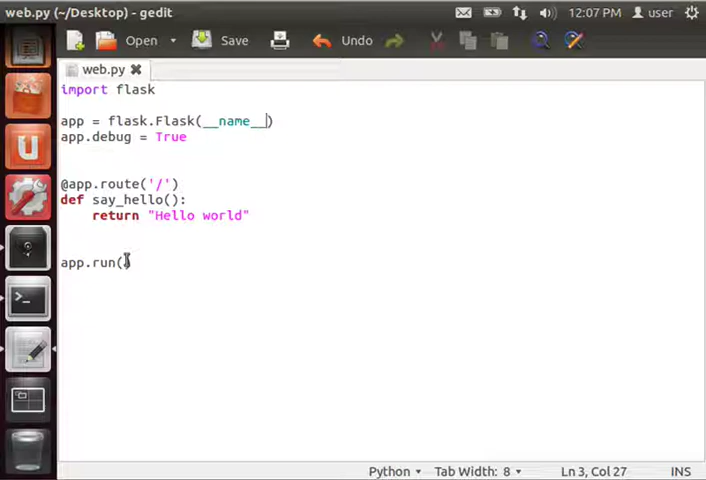 web.py (~/Desktop) - gedit
12:07 PM user
Open Save Undo
web.py
import flask
app = flask.Flask(__name__)
app.debug = True
@app.route('/')
def say_hello():
return "Hello world"
app.run()
Python Tab Width: 8 Ln 3, Col 27 INS